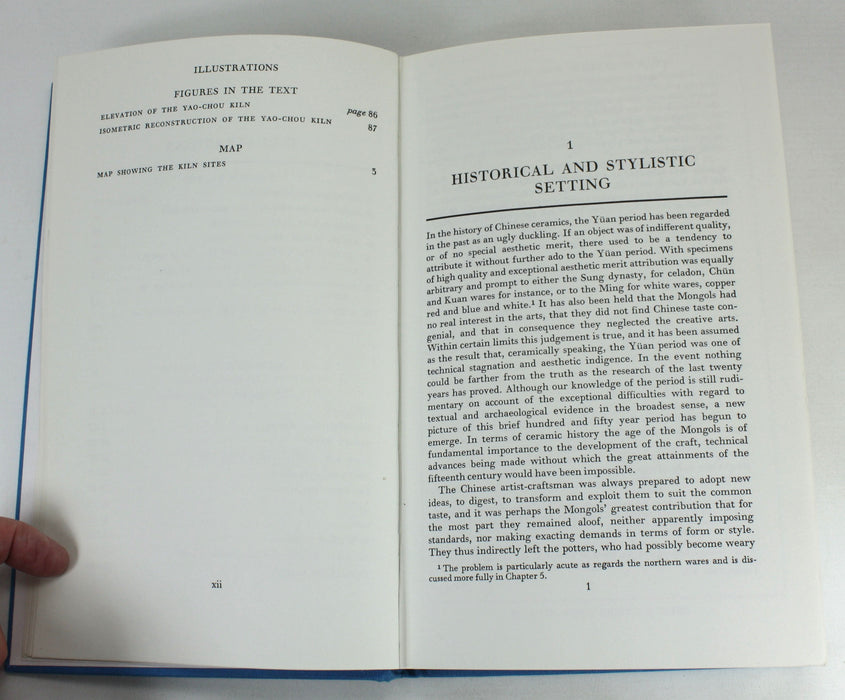 ILLUSTRATIONS
FIGURES IN THE TEXT
ELEVATION OF THE YAO-CHOU KILN page 86
ISOMETRIC RECONSTRUCTION OF THE YAO-CHOU KILN 87
MAP
MAP SHOWING THE KILN SITES 3
xii
1
HISTORICAL AND STYLISTIC
SETTING
In the history of Chinese ceramics, the Yüan period has been regarded
in the past as an ugly duckling. If an object was of indifferent quality,
or of no special aesthetic merit, there used to be a tendency to
attribute it without further ado to the Yüan period. With specimens
of high quality and exceptional aesthetic merit attribution was equally
arbitrary and prompt to either the Sung dynasty, for celadon, Chün
and Kuan wares for instance, or to the Ming for white wares, copper
red and blue and white.¹ It has also been held that the Mongols had
no real interest in the arts, that they did not find Chinese taste con-
genial, and that in consequence they neglected the creative arts.
Within certain limits this judgement is true, and it has been assumed
as the result that, ceramically speaking, the Yüan period was one of
technical stagnation and aesthetic indigence. In the event nothing
could be farther from the truth as the research of the last twenty
years has proved. Although our knowledge of the period is still rudi-
mentary on account of the exceptional difficulties with regard to
textual and archaeological evidence in the broadest sense, a new
picture of this brief hundred and fifty year period has begun to
emerge. In terms of ceramic history the age of the Mongols is of
fundamental importance to the development of the craft, technical
advances being made without which the great attainments of the
fifteenth century would have been impossible.
The Chinese artist-craftsman was always prepared to adopt new
ideas, to digest, to transform and exploit them to suit the common
taste, and it was perhaps the Mongols' greatest contribution that for
the most part they remained aloof, neither apparently imposing
standards, nor making exacting demands in terms of form or style.
They thus indirectly left the potters, who had possibly become weary
¹ The problem is particularly acute as regards the northern wares and is dis-
cussed more fully in Chapter 5.
1